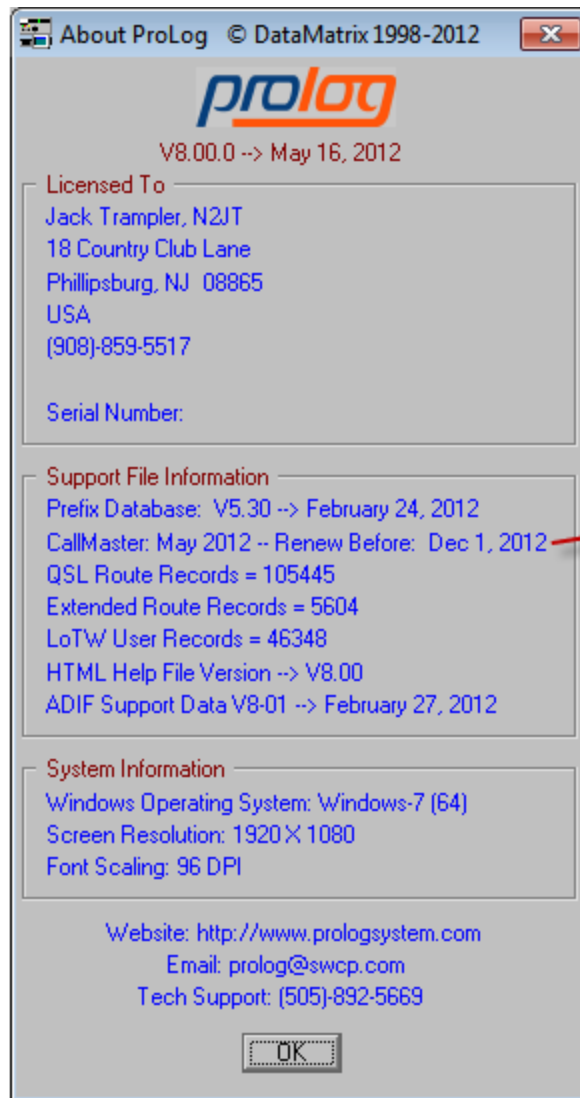 About ProLog © DataMatrix 1998-2012
prolog
V8.00.0 --> May 16, 2012
Licensed To
Jack Trampler, N2JT
18 Country Club Lane
Phillipsburg, NJ 08865
USA
(908)-859-5517
Serial Number:
Support File Information
Prefix Database: V5.30 --> February 24, 2012
CallMaster: May 2012 -- Renew Before: Dec 1, 2012
QSL Route Records = 105445
Extended Route Records = 5604
LoTW User Records = 46348
HTML Help File Version --> V8.00
ADIF Support Data V8-01 --> February 27, 2012
System Information
Windows Operating System: Windows-7 (64)
Screen Resolution: 1920 X 1080
Font Scaling: 96 DPI
Website: http://www.prologsystem.com
Email: prolog@swcp.com
Tech Support: (505)-892-5669
OK